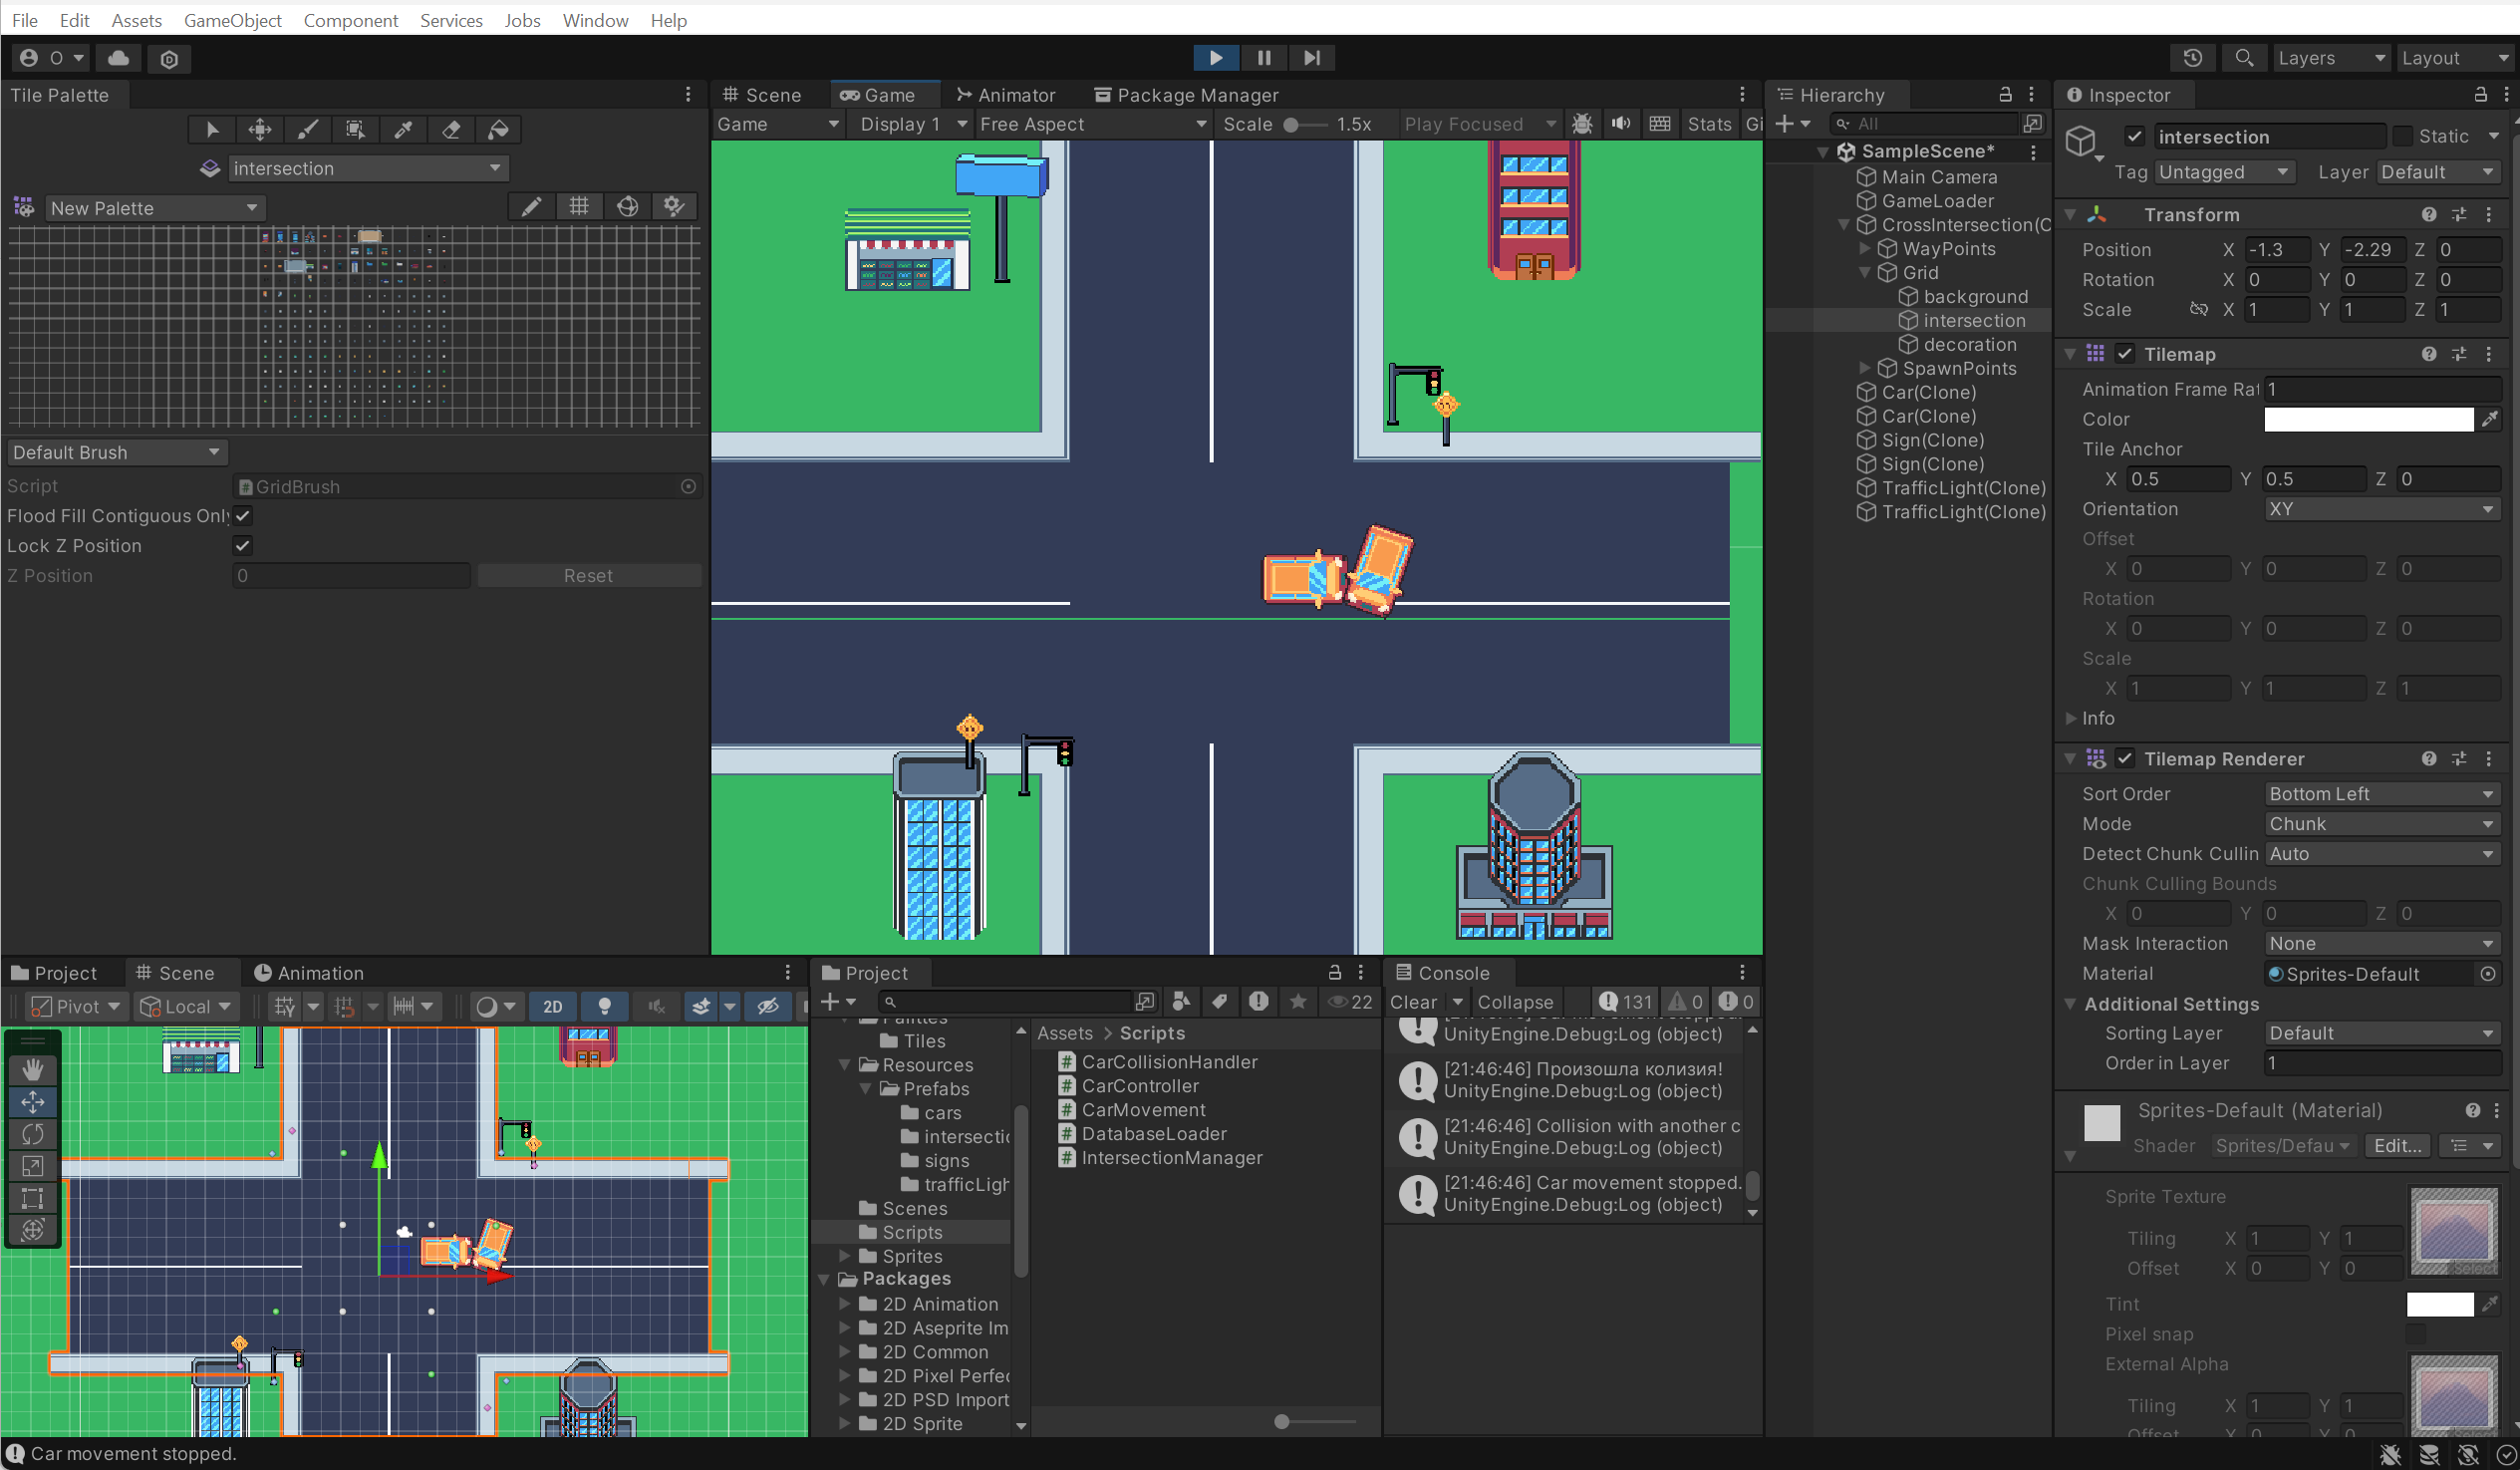 File Edit Assets GameObject Component Services Jobs Window Help
O
Layers Layout
Tile Palette
intersection
New Palette
Default Brush
Script GridBrush
Flood Fill Contiguous Only
Lock Z Position
Z Position 0 Reset
Scene Game Animator Package Manager
Game Display 1 Free Aspect Scale 1.5x Play Focused Stats Gi
Hierarchy
All
SampleScene*
Main Camera
GameLoader
CrossIntersection(C
WayPoints
Grid
background
intersection
decoration
SpawnPoints
Car(Clone)
Car(Clone)
Sign(Clone)
Sign(Clone)
TrafficLight(Clone)
TrafficLight(Clone)
Inspector
intersection Static
Tag Untagged Layer Default
Transform
Position X -1.3 Y -2.29 Z 0
Rotation X 0 Y 0 Z 0
Scale X 1 Y 1 Z 1
Tilemap
Animation Frame Rat 1
Color
Tile Anchor
X 0.5 Y 0.5 Z 0
Orientation XY
Offset
X 0 Y 0 Z 0
Rotation
X 0 Y 0 Z 0
Scale
X 1 Y 1 Z 1
Info
Tilemap Renderer
Sort Order Bottom Left
Mode Chunk
Detect Chunk Cullin Auto
Chunk Culling Bounds
X 0 Y 0 Z 0
Mask Interaction None
Material Sprites-Default
Additional Settings
Sorting Layer Default
Order in Layer 1
Sprites-Default (Material)
Shader Sprites/Defau Edit...
Sprite Texture
Tiling X 1 Y 1
Offset X 0 Y 0
Select
Tint
Pixel snap
External Alpha
Tiling X 1 Y 1
Offset X 0 Y 0
Project Scene Animation
Pivot Local 2D
Project
22
Palittes
Tiles
Resources
Prefabs
cars
intersectio
signs
trafficLigh
Scenes
Scripts
Sprites
Packages
2D Animation
2D Aseprite Im
2D Common
2D Pixel Perfec
2D PSD Import
2D Sprite
Assets > Scripts
CarCollisionHandler
CarController
CarMovement
DatabaseLoader
IntersectionManager
Console
Clear Collapse 131 0 0
UnityEngine.Debug:Log (object)
[21:46:46] Произошла колизия!
UnityEngine.Debug:Log (object)
[21:46:46] Collision with another c
UnityEngine.Debug:Log (object)
[21:46:46] Car movement stopped.
UnityEngine.Debug:Log (object)
Car movement stopped.